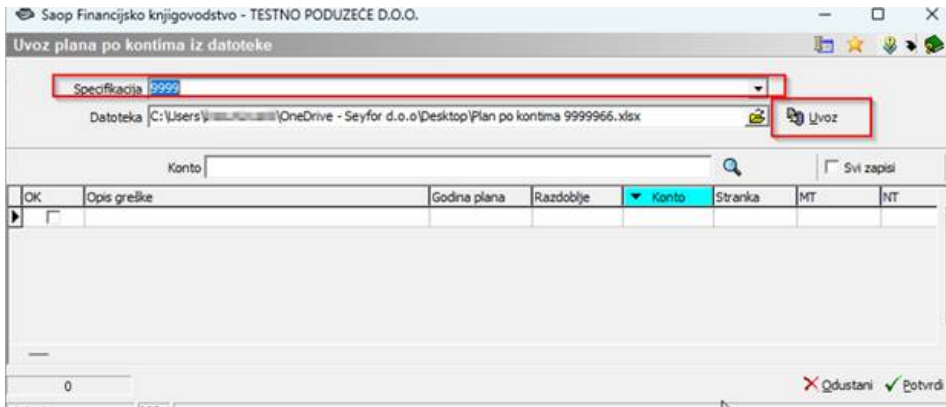 Saop Financijsko knjigovodstvo - TESTNO PODUZEĆE D.O.O.
Uvoz plana po kontima iz datoteke
Specifikacija 9999
Datoteka C:\Users\ \OneDrive - Seyfor d.o.o\Desktop\Plan po kontima 9999966.xlsx Uvoz
Konto Svi zapisi
OK Opis greške Godina plana Razdoblje Konto Stranka MT NT
0 Odustani Potvrdi